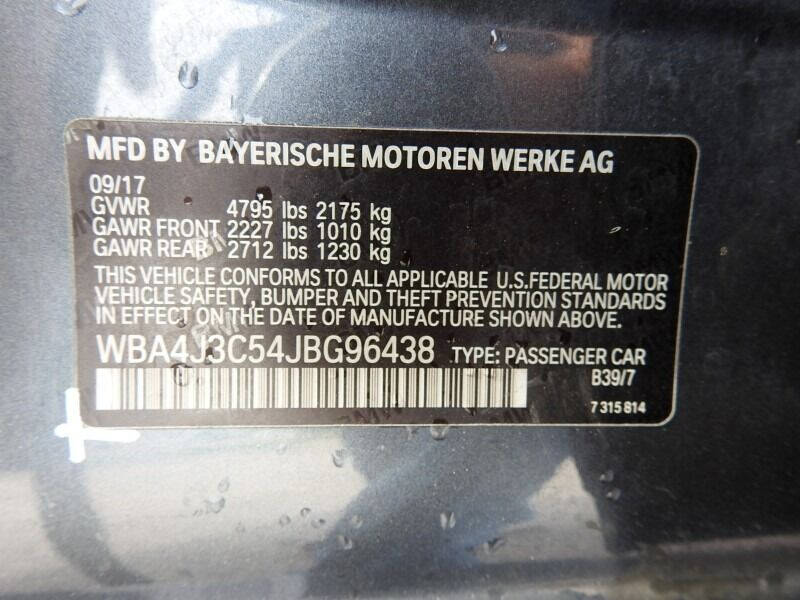 MFD BY BAYERISCHE MOTOREN WERKE AG
09/17
GVWR 4795 lbs 2175 kg
GAWR FRONT 2227 lbs 1010 kg
GAWR REAR 2712 lbs 1230 kg
THIS VEHICLE CONFORMS TO ALL APPLICABLE U.S.FEDERAL MOTOR
VEHICLE SAFETY, BUMPER AND THEFT PREVENTION STANDARDS
IN EFFECT ON THE DATE OF MANUFACTURE SHOWN ABOVE.
WBA4J3C54JBG96438 TYPE: PASSENGER CAR
B39/7
7 315 814